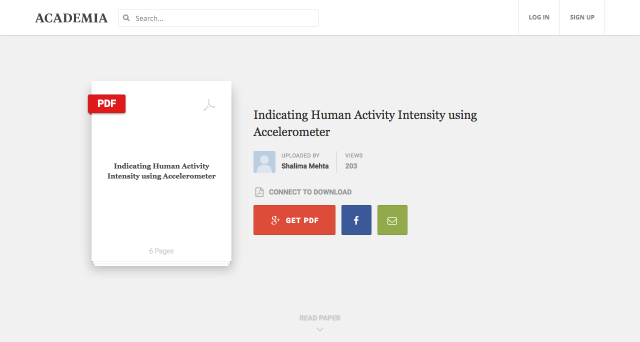 ACADEMIA
Search...
LOG IN
SIGN UP
PDF
Indicating Human Activity
Intensity using Accelerometer
6 Pages
Indicating Human Activity Intensity using
Accelerometer
UPLOADED BY
Shalima Mehta
VIEWS
203
CONNECT TO DOWNLOAD
GET PDF
READ PAPER